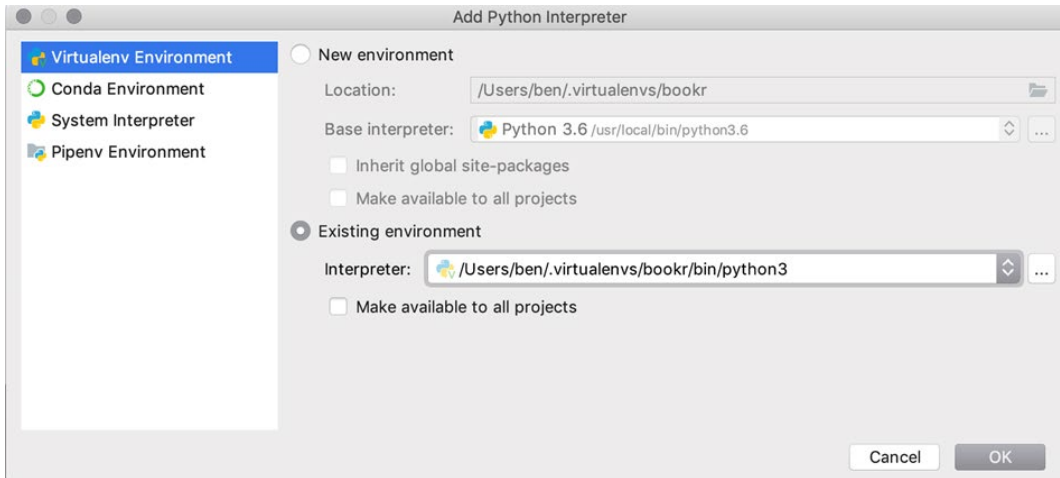 Add Python Interpreter
Virtualenv Environment
Conda Environment
System Interpreter
Pipenv Environment
New environment
Location: /Users/ben/.virtualenvs/bookr
Base interpreter: Python 3.6 /usr/local/bin/python3.6 ...
Inherit global site-packages
Make available to all projects
Existing environment
Interpreter: /Users/ben/.virtualenvs/bookr/bin/python3 ...
Make available to all projects
Cancel OK